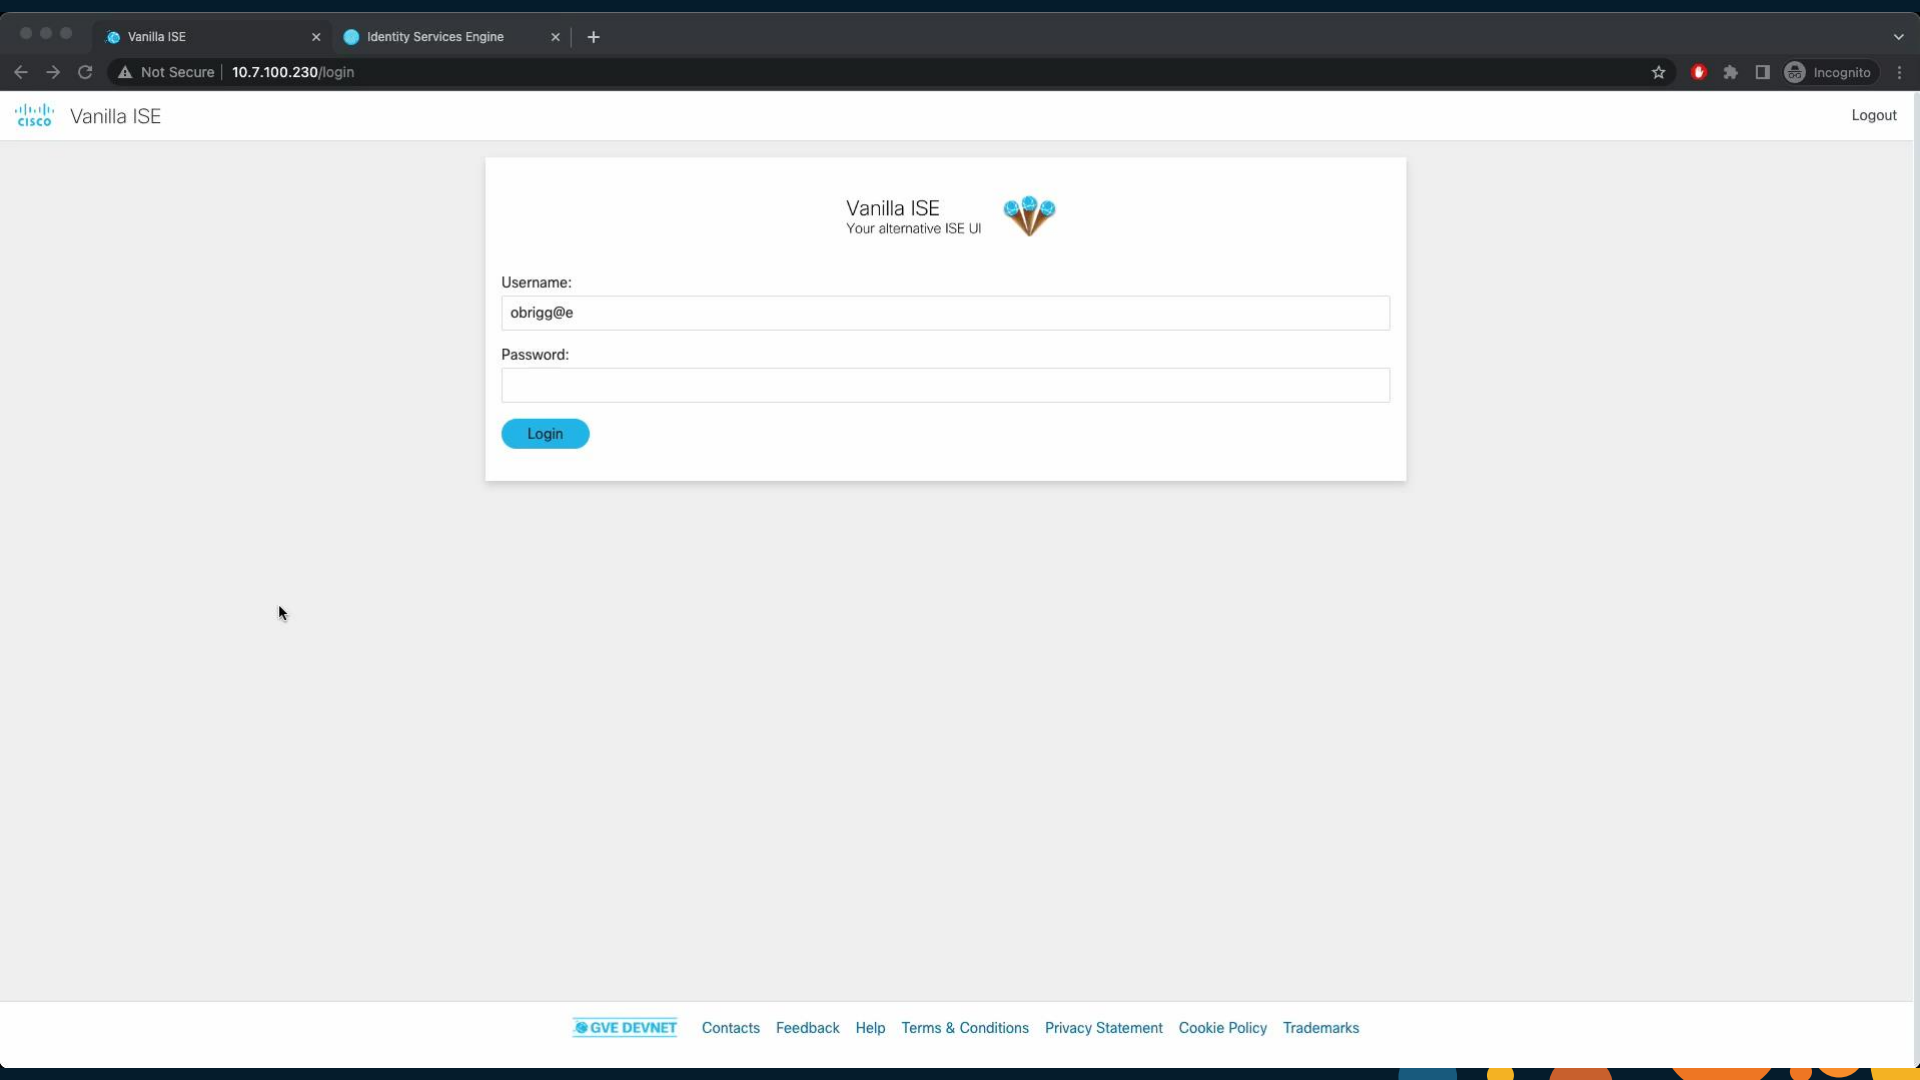 Vanilla ISE
Identity Services Engine
Not Secure 10.7.100.230/login
Incognito
CISCO Vanilla ISE
Logout
Vanilla ISE
Your alternative ISE UI
Username:
obrigg@e
Password:
Login
GVE DEVNET Contacts Feedback Help Terms & Conditions Privacy Statement Cookie Policy Trademarks